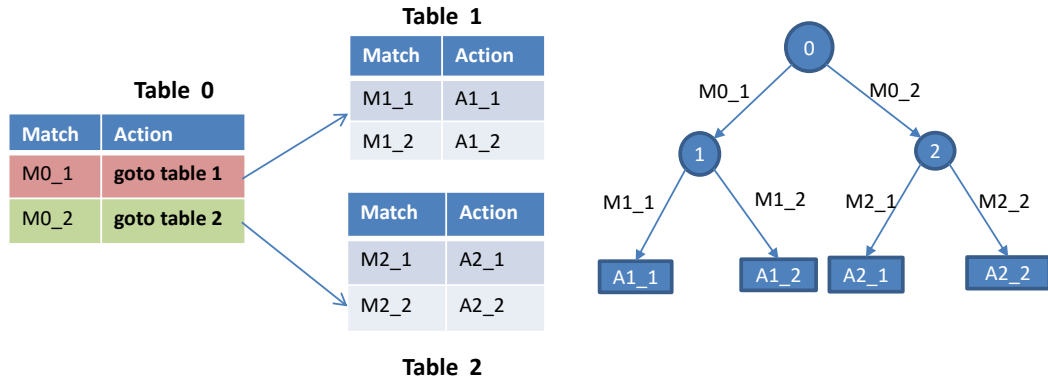 Table 0
Match Action
M0_1 goto table 1
M0_2 goto table 2
Table 1
Match Action
M1_1 A1_1
M1_2 A1_2
Match Action
M2_1 A2_1
M2_2 A2_2
Table 2
0
M0_1 M0_2
1 2
M1_1 M1_2 M2_1 M2_2
A1_1 A1_2 A2_1 A2_2